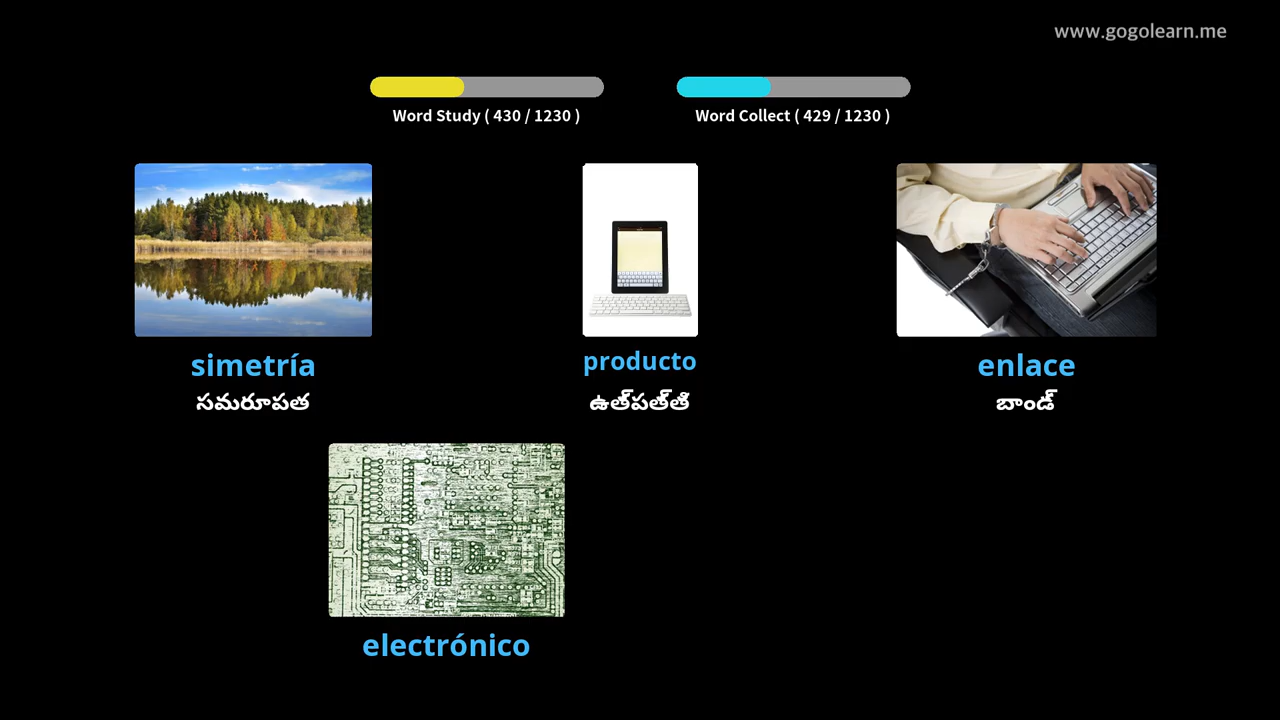 www.gogolearn.me
Word Study ( 430 / 1230 )
Word Collect ( 429 / 1230 )
simetría
producto
enlace
సమరూపత
ఉత్పత్తి
బాండ్
electrónico